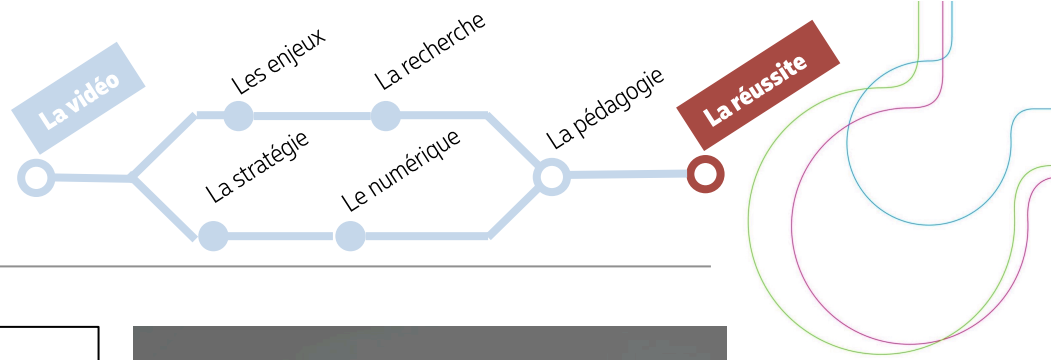 La vidéo
Les enjeux
La recherche
La stratégie
Le numérique
La pédagogie
La réussite